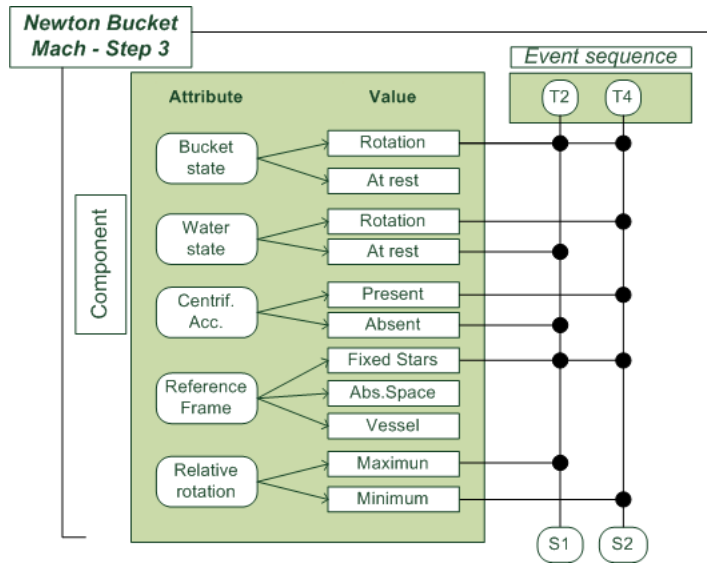 Newton Bucket
Mach - Step 3
Event sequence
Attribute
Value
T2
T4
Component
Bucket
state
Rotation
At rest
Water
state
Rotation
At rest
Centrif.
Acc.
Present
Absent
Reference
Frame
Fixed Stars
Abs.Space
Vessel
Relative
rotation
Maximun
Minimum
S1
S2